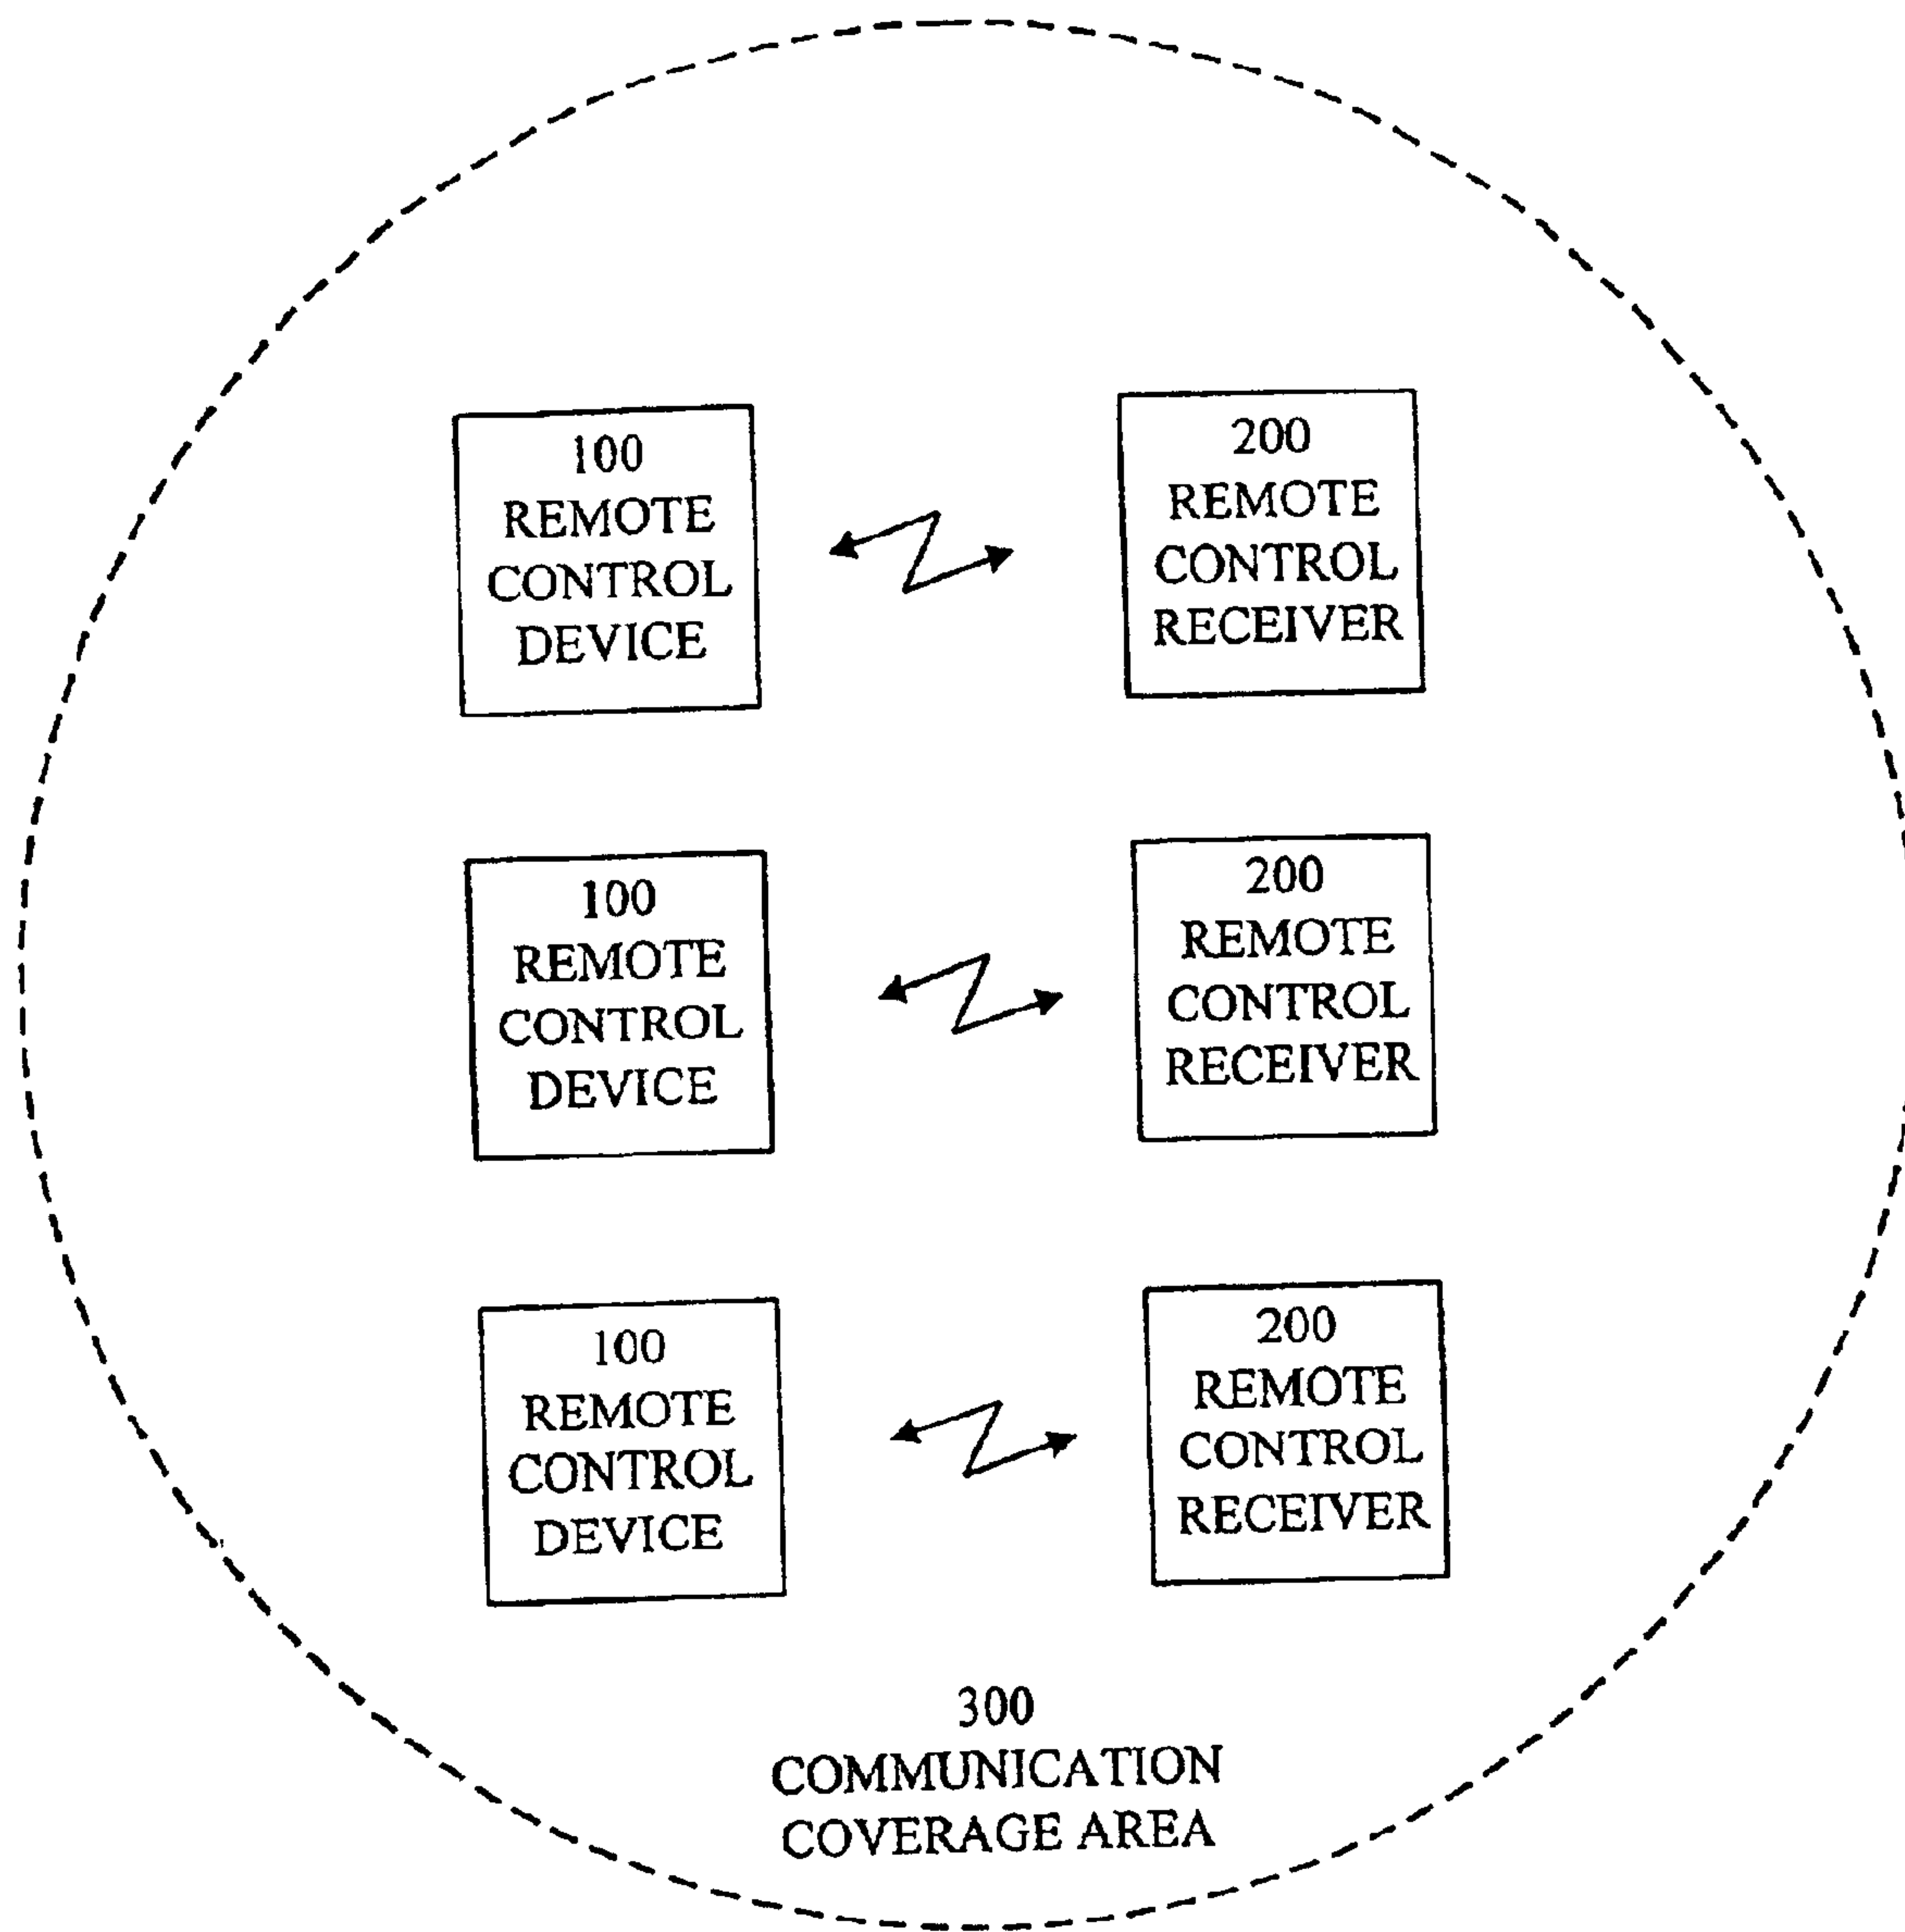 100
REMOTE
CONTROL
DEVICE
200
REMOTE
CONTROL
RECEIVER
100
REMOTE
CONTROL
DEVICE
200
REMOTE
CONTROL
RECEIVER
100
REMOTE
CONTROL
DEVICE
200
REMOTE
CONTROL
RECEIVER
300
COMMUNICATION
COVERAGE AREA